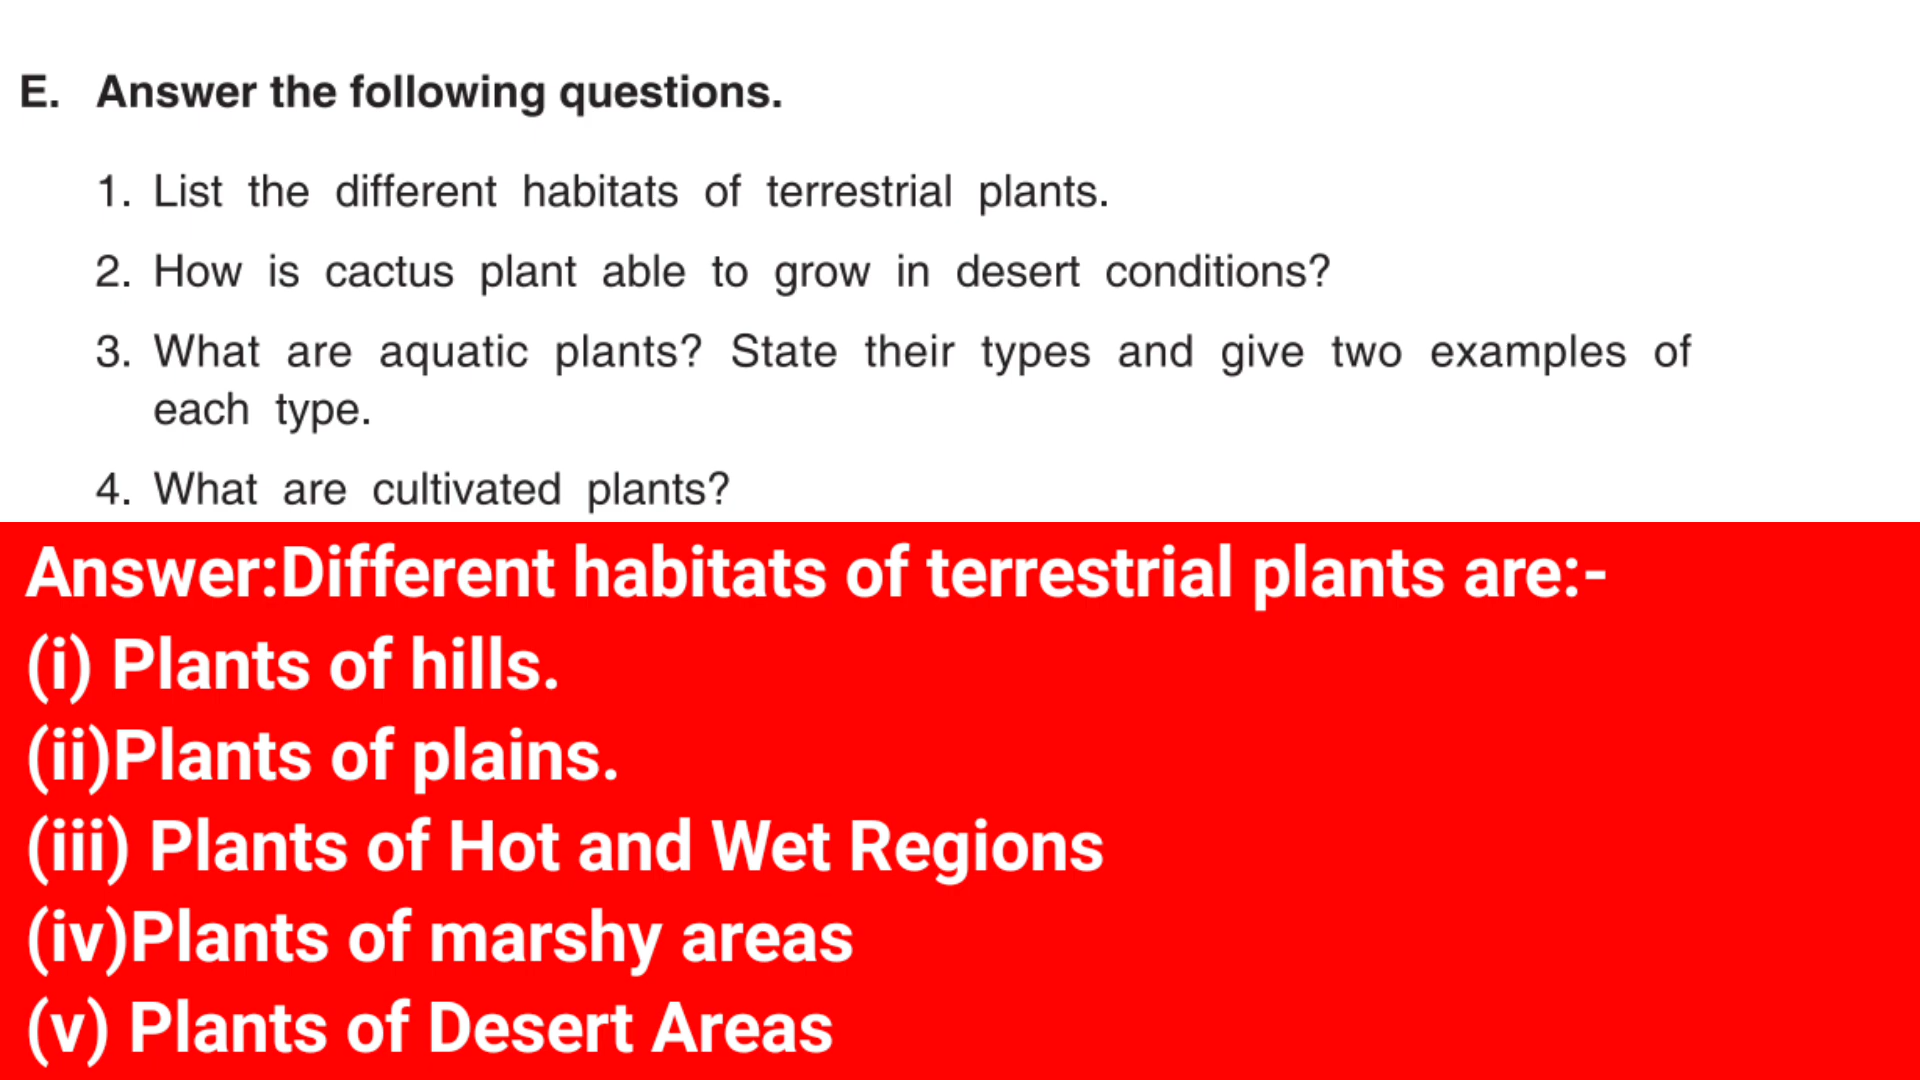 E. Answer the following questions.
1. List the different habitats of terrestrial plants.
2. How is cactus plant able to grow in desert conditions?
3. What are aquatic plants? State their types and give two examples of
each type.
4. What are cultivated plants?
Answer:Different habitats of terrestrial plants are:-
(i) Plants of hills.
(ii)Plants of plains.
(iii) Plants of Hot and Wet Regions
(iv)Plants of marshy areas
(v) Plants of Desert Areas